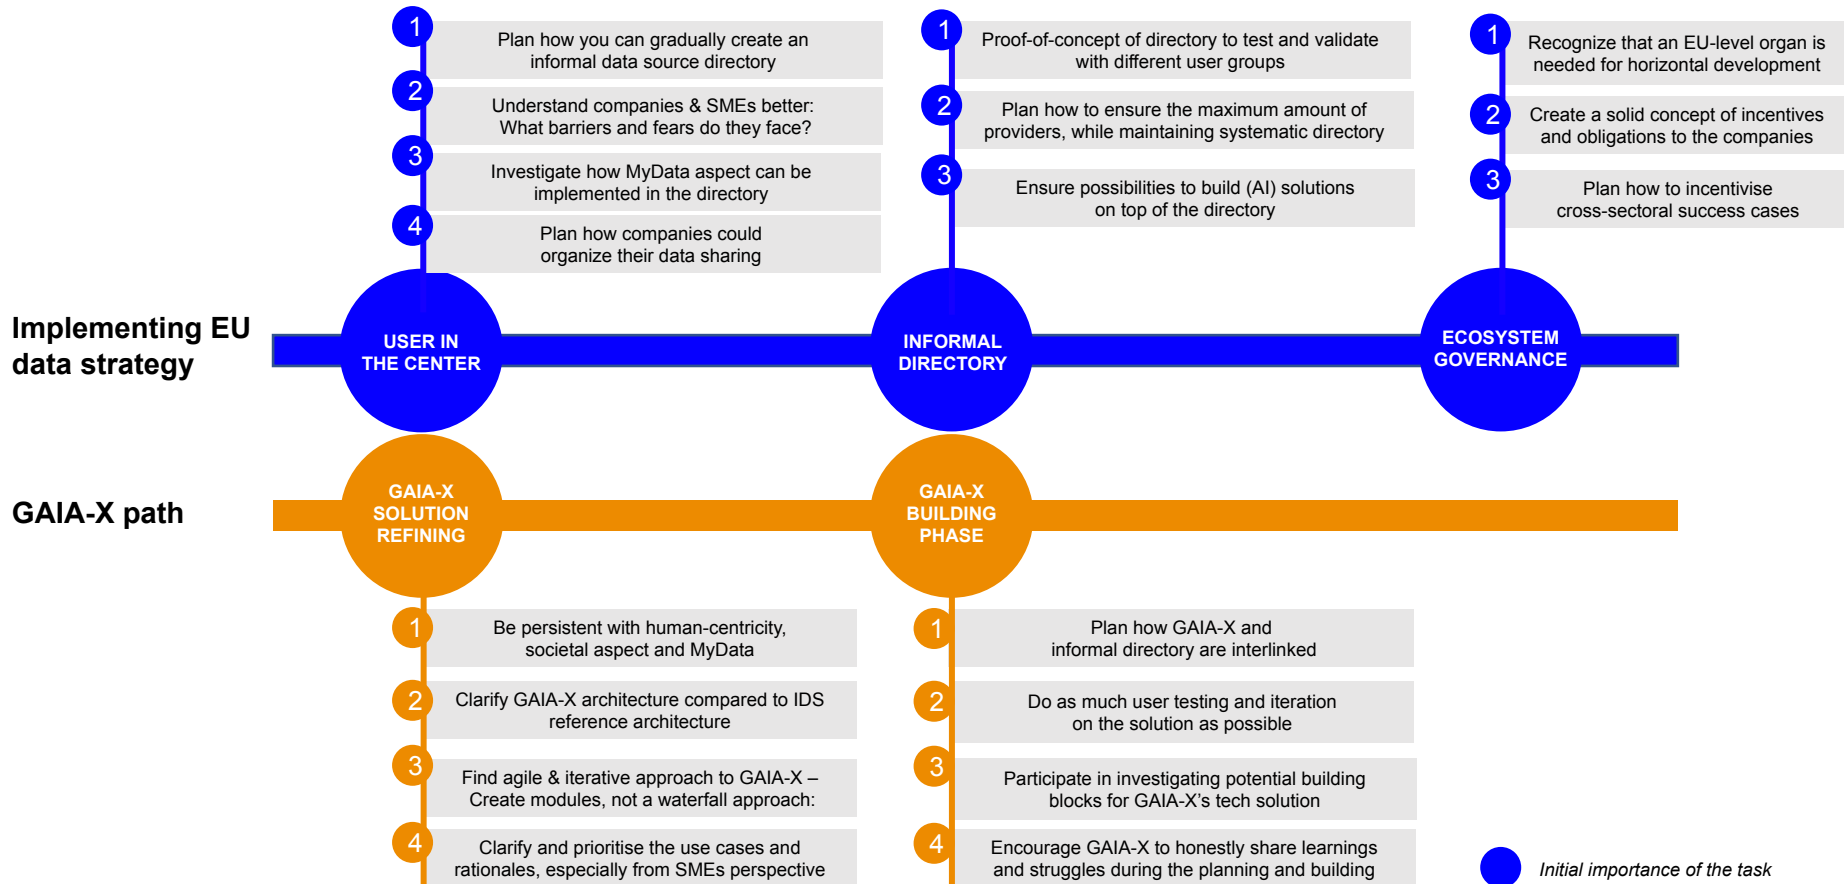 1
Plan how you can gradually create an
informal data source directory
2
Understand companies & SMEs better:
What barriers and fears do they face?
3
Investigate how MyData aspect can be
implemented in the directory
4
Plan how companies could
organize their data sharing
1
Proof-of-concept of directory to test and validate
with different user groups
2
Plan how to ensure the maximum amount of
providers, while maintaining systematic directory
3
Ensure possibilities to build (AI) solutions
on top of the directory
1
Recognize that an EU-level organ is
needed for horizontal development
2
Create a solid concept of incentives
and obligations to the companies
3
Plan how to incentivise
cross-sectoral success cases
Implementing EU
data strategy
USER IN
THE CENTER
INFORMAL
DIRECTORY
ECOSYSTEM
GOVERNANCE
GAIA-X path
GAIA-X
SOLUTION
REFINING
GAIA-X
BUILDING
PHASE
1
Be persistent with human-centricity,
societal aspect and MyData
2
Clarify GAIA-X architecture compared to IDS
reference architecture
3
Find agile & iterative approach to GAIA-X –
Create modules, not a waterfall approach:
4
Clarify and prioritise the use cases and
rationales, especially from SMEs perspective
1
Plan how GAIA-X and
informal directory are interlinked
2
Do as much user testing and iteration
on the solution as possible
3
Participate in investigating potential building
blocks for GAIA-X’s tech solution
4
Encourage GAIA-X to honestly share learnings
and struggles during the planning and building
Initial importance of the task